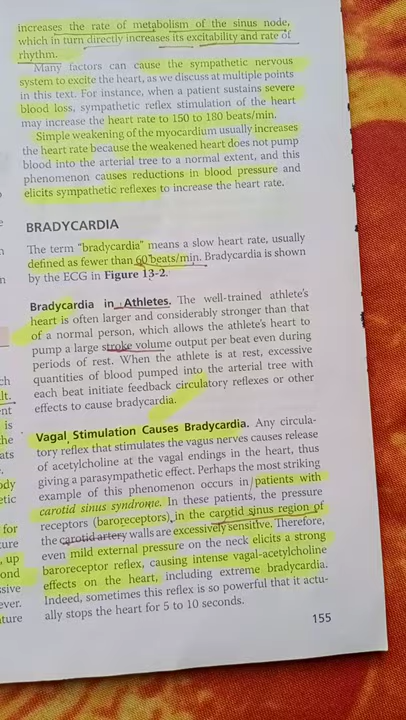 increases the rate of metabolism of the sinus node,
which in turn directly increases its excitability and rate of
rhythm.
Many factors can cause the sympathetic nervous
system to excite the heart, as we discuss at multiple points
in this text. For instance, when a patient sustains severe
blood loss, sympathetic reflex stimulation of the heart
may increase the heart rate to 150 to 180 beats/min.
Simple weakening of the myocardium usually increases
the heart rate because the weakened heart does not pump
blood into the arterial tree to a normal extent, and this
phenomenon causes reductions in blood pressure and
elicits sympathetic reflexes to increase the heart rate.
BRADYCARDIA
The term "bradycardia" means a slow heart rate, usually
defined as fewer than 60 beats/min. Bradycardia is shown
by the ECG in Figure 13-2.
Bradycardia in Athletes. The well-trained athlete's
heart is often larger and considerably stronger than that
of a normal person, which allows the athlete's heart to
pump a large stroke volume output per beat even during
periods of rest. When the athlete is at rest, excessive
quantities of blood pumped into the arterial tree with
each beat initiate feedback circulatory reflexes or other
effects to cause bradycardia.
Vagal Stimulation Causes Bradycardia. Any circula-
tory reflex that stimulates the vagus nerves causes release
of acetylcholine at the vagal endings in the heart, thus
giving a parasympathetic effect. Perhaps the most striking
example of this phenomenon occurs in patients with
carotid sinus syndrome. In these patients, the pressure
receptors (baroreceptors) in the carotid sinus region of
the carotid artery walls are excessively sensitive. Therefore,
even mild external pressure on the neck elicits a strong
baroreceptor reflex, causing intense vagal-acetylcholine
effects on the heart, including extreme bradycardia.
Indeed, sometimes this reflex is so powerful that it actu-
ally stops the heart for 5 to 10 seconds.
155